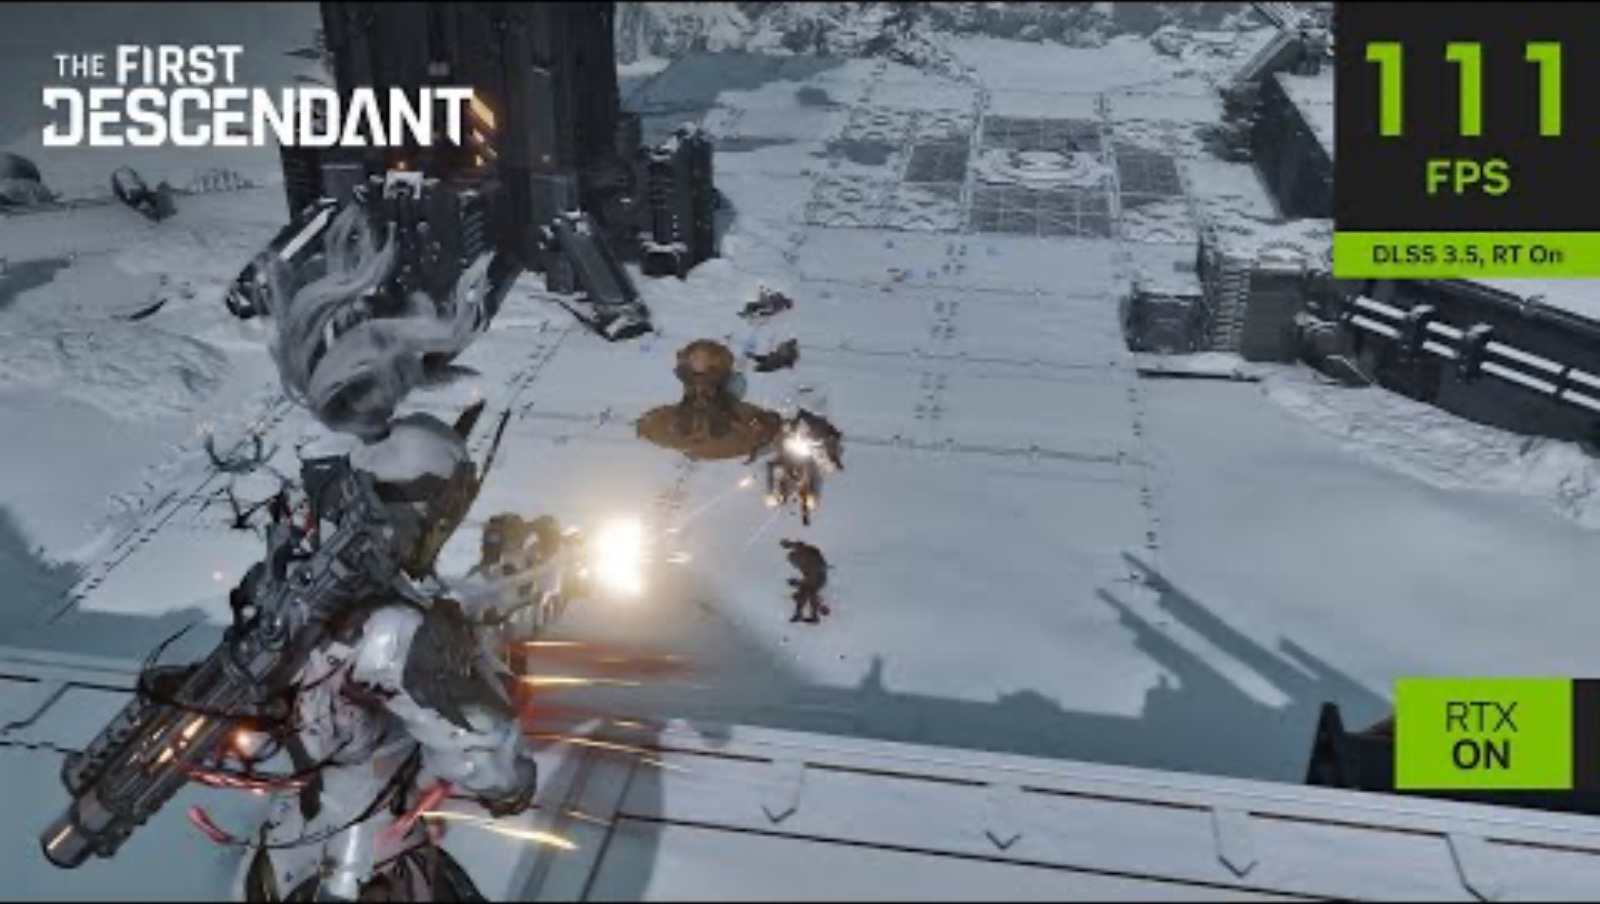 THE FIRST
DESCENDANT
111
FPS
DLSS 3.5, RT On
RTX
ON